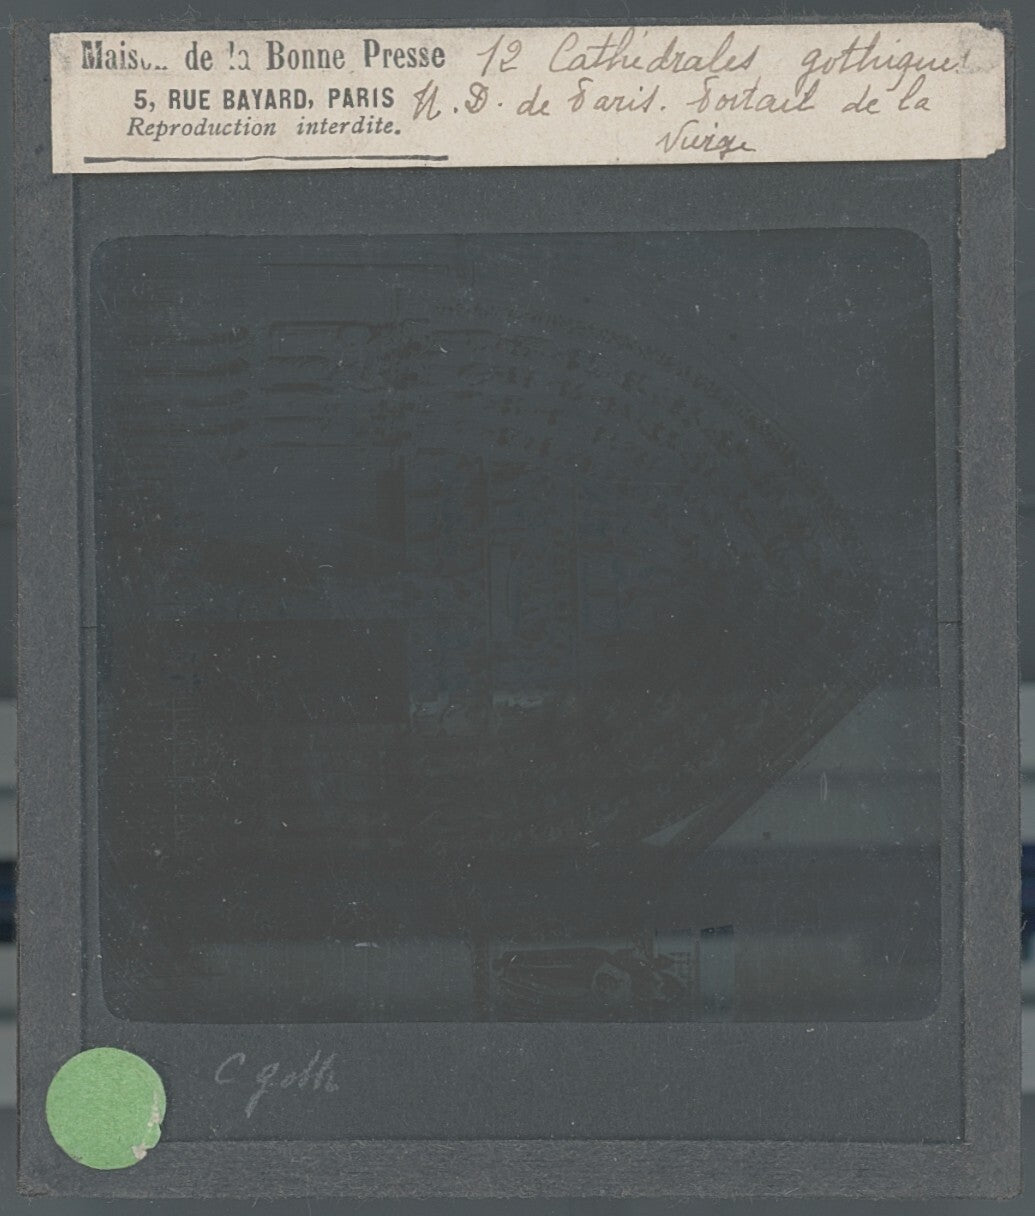 Maison de la Bonne Presse
5, RUE BAYARD, PARIS
Reproduction interdite.
12 Cathédrales gothiques
N. D. de Paris. Portail de la
Vierge
C goth